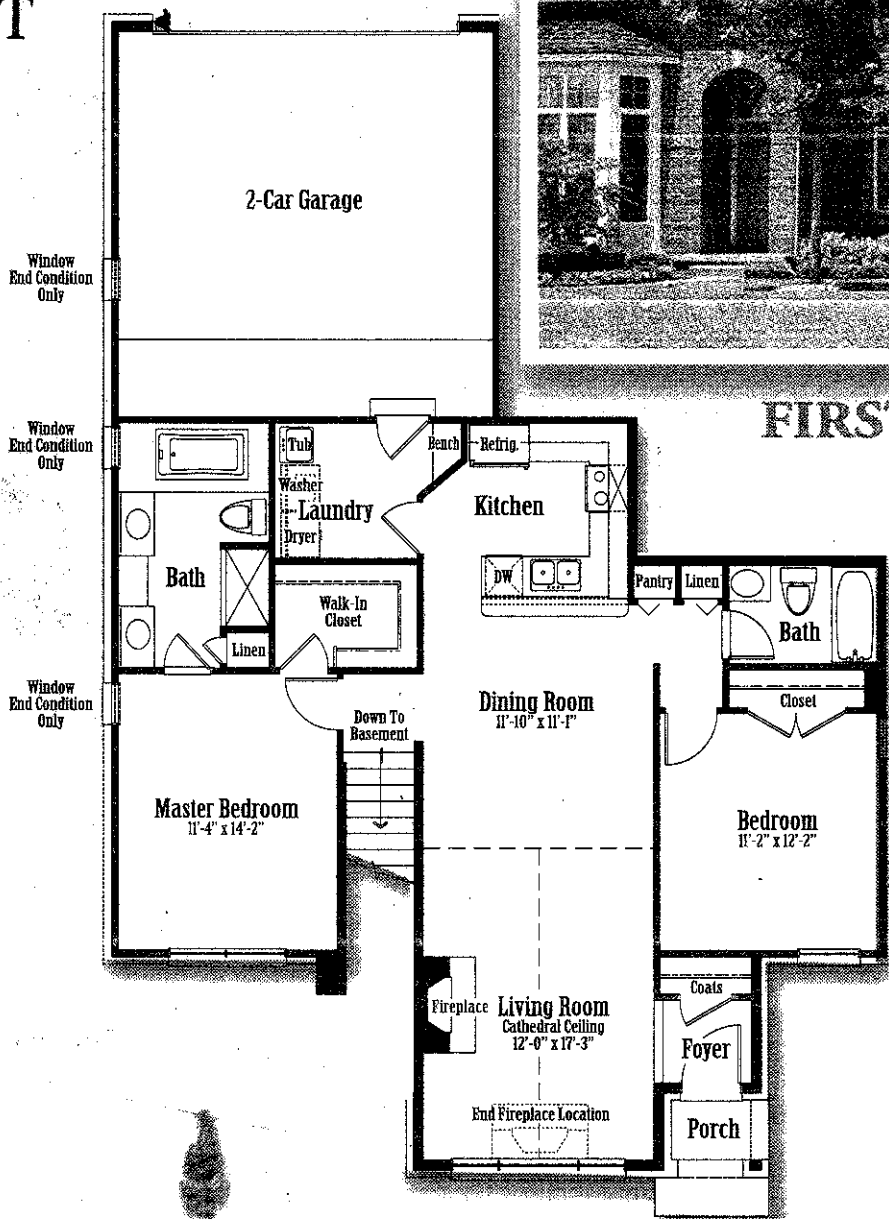 T
2-Car Garage
Window
End Condition
Only
FIRS
Window
End Condition
Only
Tub
Bench
Refrig.
Washer
Laundry
Dryer
Kitchen
Bath
DW
Pantry
Linen
Walk-In
Closet
Bath
Linen
Window
End Condition
Only
Down To
Basement
Dining Room
11'-10" x 11'-1"
Closet
Master Bedroom
11'-4" x 14'-2"
Bedroom
11'-2" x 12'-2"
Coats
Fireplace
Living Room
Cathedral Ceiling
12'-0" x 17'-3"
Foyer
End Fireplace Location
Porch